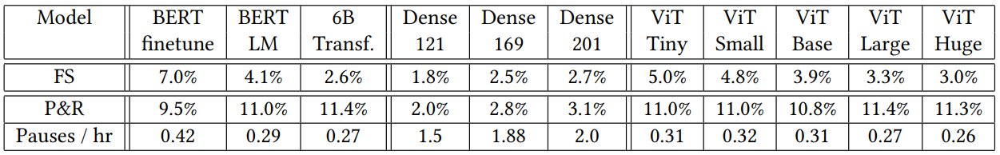 Model BERT BERT 6B Dense Dense Dense ViT ViT ViT ViT ViT
finetune LM Transf. 121 169 201 Tiny Small Base Large Huge
FS 7.0% 4.1% 2.6% 1.8% 2.5% 2.7% 5.0% 4.8% 3.9% 3.3% 3.0%
P&R 9.5% 11.0% 11.4% 2.0% 2.8% 3.1% 11.0% 11.0% 10.8% 11.4% 11.3%
Pauses / hr 0.42 0.29 0.27 1.5 1.88 2.0 0.31 0.32 0.31 0.27 0.26